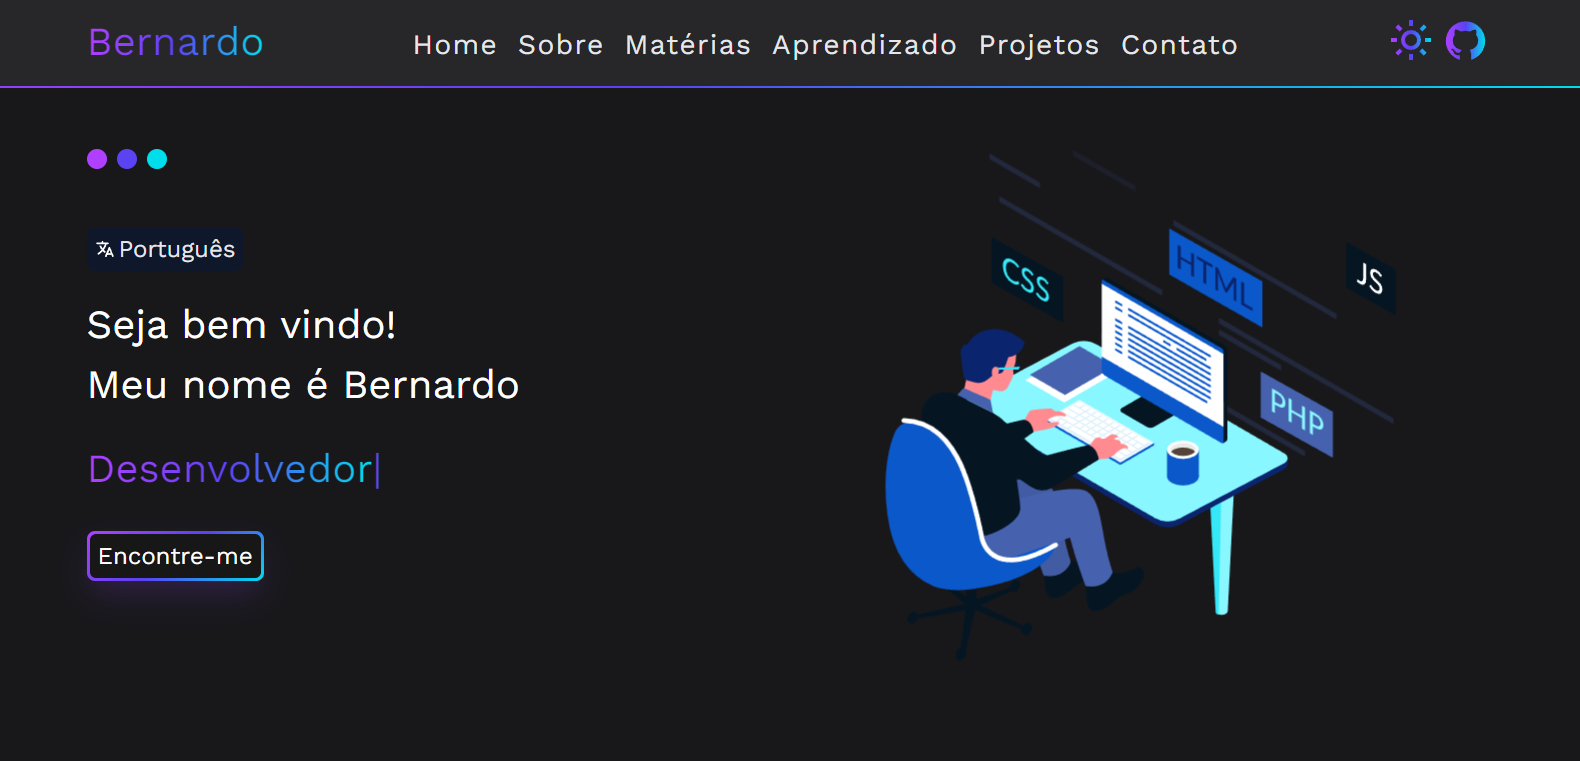 Bernardo
Home Sobre Matérias Aprendizado Projetos Contato
Português
Seja bem vindo!
Meu nome é Bernardo
Desenvolvedor|
Encontre-me
CSS
HTML
JS
PHP